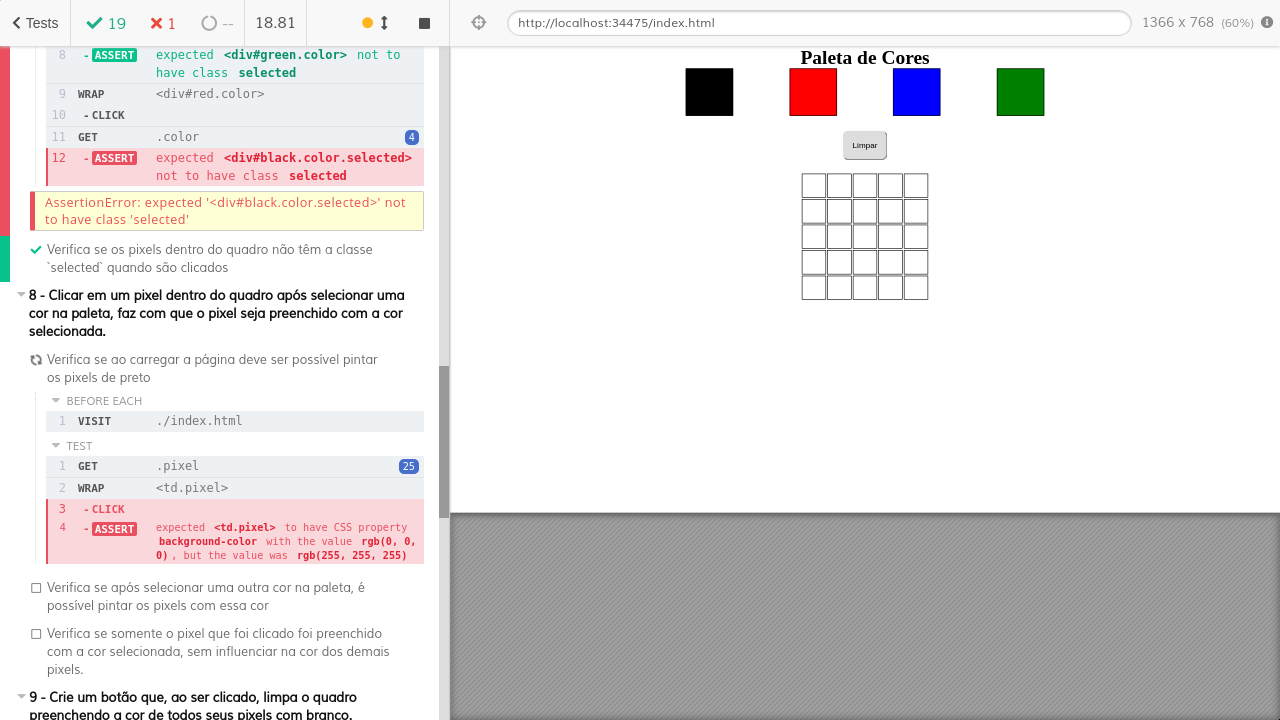 Tests 19 1 -- 18.81 http://localhost:34475/index.html 1366 x 768 (60%)
8 - ASSERT expected <div#green.color> not to
have class selected
9 WRAP <div#red.color>
10 - CLICK
11 GET .color 4
12 - ASSERT expected <div#black.color.selected>
not to have class selected
AssertionError: expected '<div#black.color.selected>' not
to have class 'selected'
Verifica se os pixels dentro do quadro não têm a classe
`selected` quando são clicados
8 - Clicar em um pixel dentro do quadro após selecionar uma
cor na paleta, faz com que o pixel seja preenchido com a cor
selecionada.
Verifica se ao carregar a página deve ser possível pintar
os pixels de preto
BEFORE EACH
1 VISIT ./index.html
TEST
1 GET .pixel 25
2 WRAP <td.pixel>
3 - CLICK
4 - ASSERT expected <td.pixel> to have CSS property
background-color with the value rgb(0, 0,
0) , but the value was rgb(255, 255, 255)
Verifica se após selecionar uma outra cor na paleta, é
possível pintar os pixels com essa cor
Verifica se somente o pixel que foi clicado foi preenchido
com a cor selecionada, sem influenciar na cor dos demais
pixels.
9 - Crie um botão que, ao ser clicado, limpa o quadro
preenchendo a cor de todos seus pixels com branco.
Paleta de Cores
Limpar